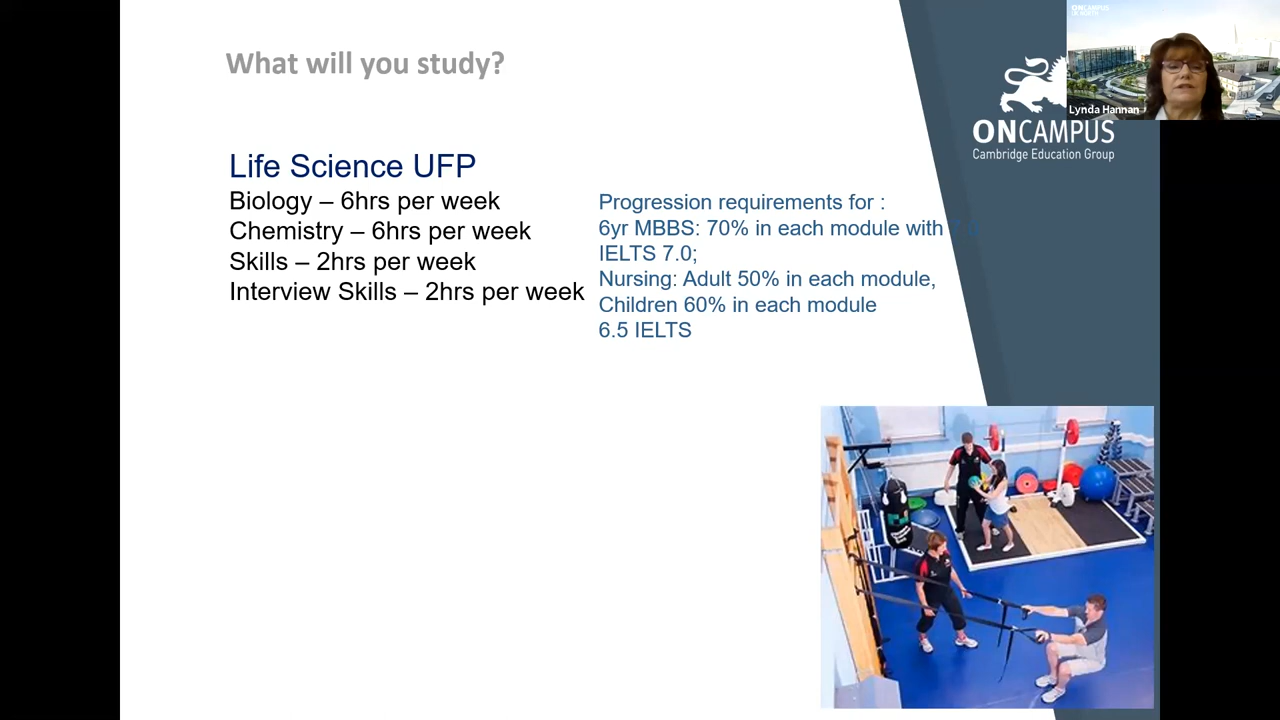 What will you study?
Life Science UFP
Biology – 6hrs per week
Chemistry – 6hrs per week
Skills – 2hrs per week
Interview Skills – 2hrs per week
Progression requirements for :
6yr MBBS: 70% in each module with
IELTS 7.0;
Nursing: Adult 50% in each module,
Children 60% in each module
6.5 IELTS
ONCAMPUS
Cambridge Education Group
ONCAMPUS
Lynda Hannan